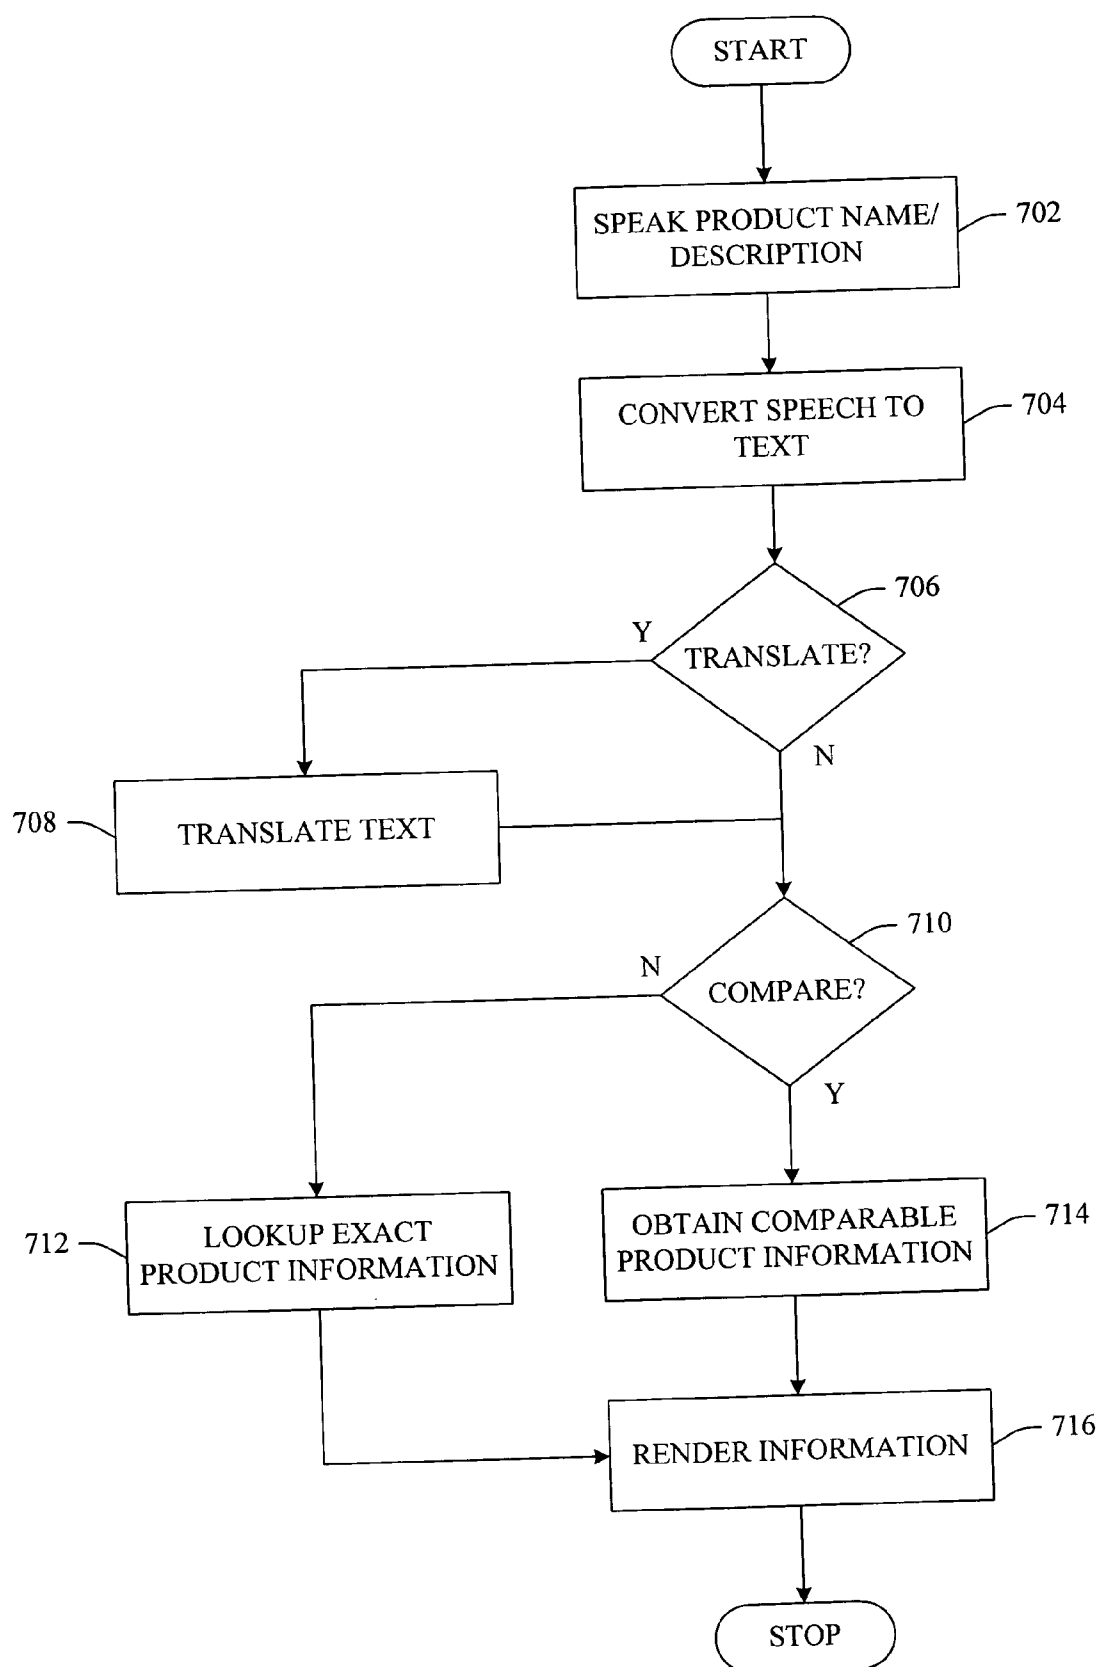 START
SPEAK PRODUCT NAME/
DESCRIPTION
702
CONVERT SPEECH TO
TEXT
704
706
Y
TRANSLATE?
N
708
TRANSLATE TEXT
710
N
COMPARE?
Y
712
LOOKUP EXACT
PRODUCT INFORMATION
OBTAIN COMPARABLE
PRODUCT INFORMATION
714
RENDER INFORMATION
716
STOP